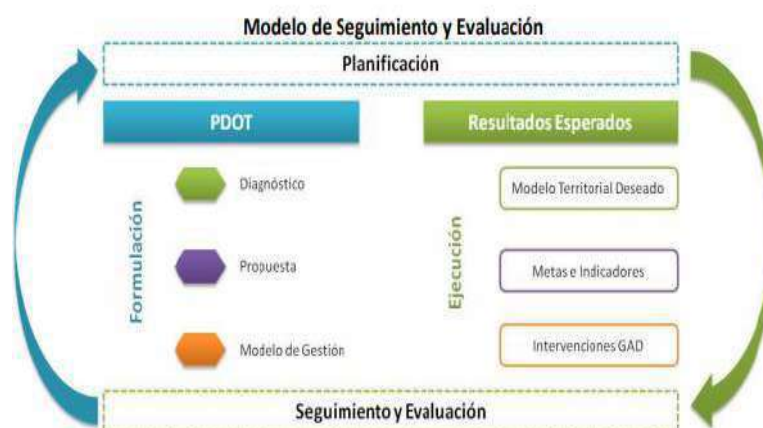 Modelo de Seguimiento y Evaluación
Planificación
PDOT
Resultados Esperados
Formulación
Diagnóstico
Propuesta
Modelo de Gestión
Ejecución
Modelo Territorial Deseado
Metas e Indicadores
Intervenciones GAD
Seguimiento y Evaluación